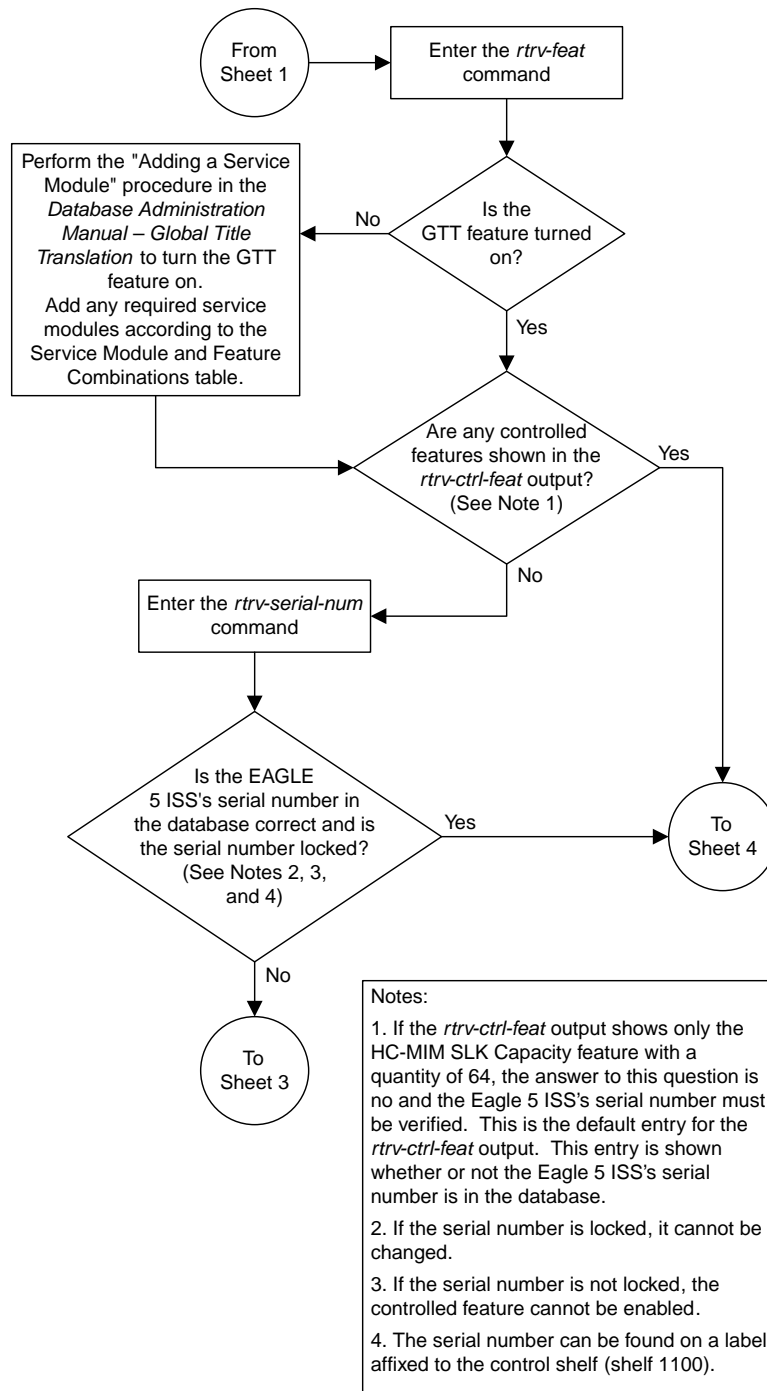 From
Sheet 1
Enter the rtrv-feat
command
Perform the "Adding a Service
Module" procedure in the
Database Administration
Manual – Global Title
Translation to turn the GTT
feature on.
Add any required service
modules according to the
Service Module and Feature
Combinations table.
No
Is the
GTT feature turned
on?
Yes
Are any controlled
features shown in the
rtrv-ctrl-feat output?
(See Note 1)
Yes
No
Enter the rtrv-serial-num
command
Is the EAGLE
5 ISS's serial number in
the database correct and is
the serial number locked?
(See Notes 2, 3,
and 4)
Yes
To
Sheet 4
No
To
Sheet 3
Notes:
1. If the rtrv-ctrl-feat output shows only the
HC-MIM SLK Capacity feature with a
quantity of 64, the answer to this question is
no and the Eagle 5 ISS's serial number must
be verified.  This is the default entry for the
rtrv-ctrl-feat output.  This entry is shown
whether or not the Eagle 5 ISS's serial
number is in the database.
2. If the serial number is locked, it cannot be
changed.
3. If the serial number is not locked, the
controlled feature cannot be enabled.
4. The serial number can be found on a label
affixed to the control shelf (shelf 1100).